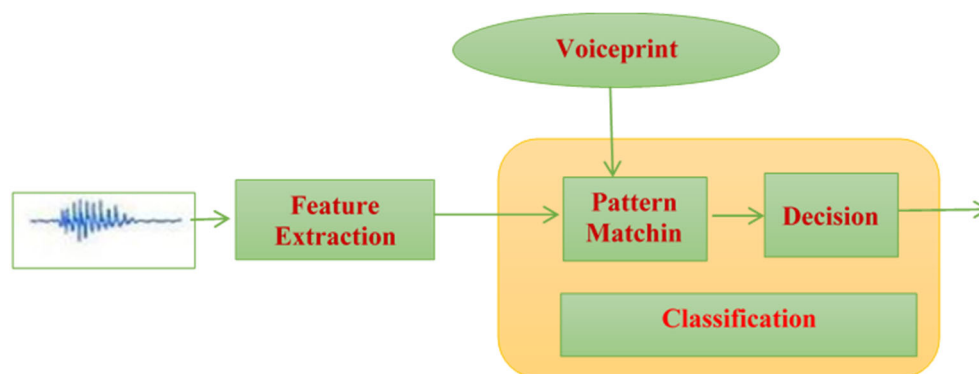 Voiceprint
Feature
Extraction
Pattern
Matchin
Decision
Classification